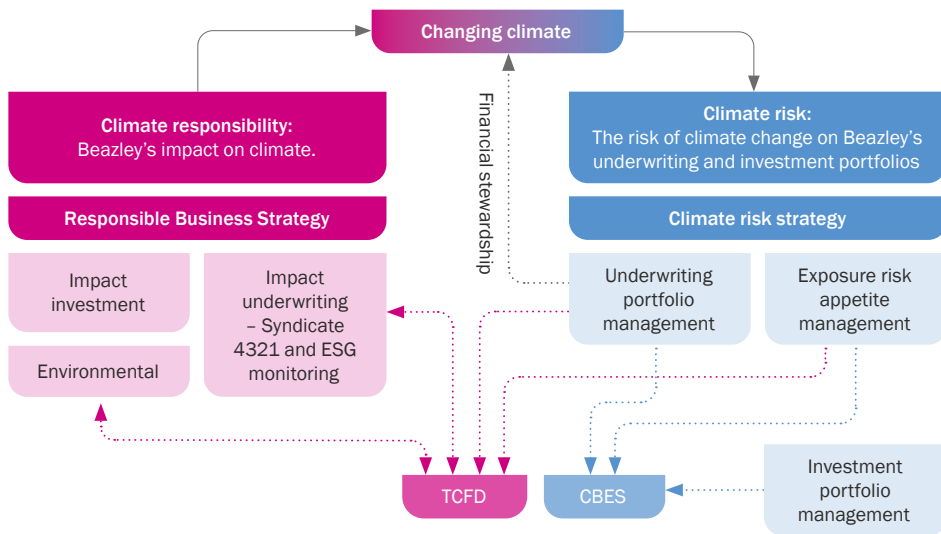 Changing climate
Climate responsibility:
Beazley’s impact on climate.
Financial stewardship
Climate risk:
The risk of climate change on Beazley’s
underwriting and investment portfolios
Responsible Business Strategy
Climate risk strategy
Impact
investment
Impact
underwriting
– Syndicate
4321 and ESG
monitoring
Underwriting
portfolio
management
Exposure risk
appetite
management
Environmental
TCFD
CBES
Investment
portfolio
management